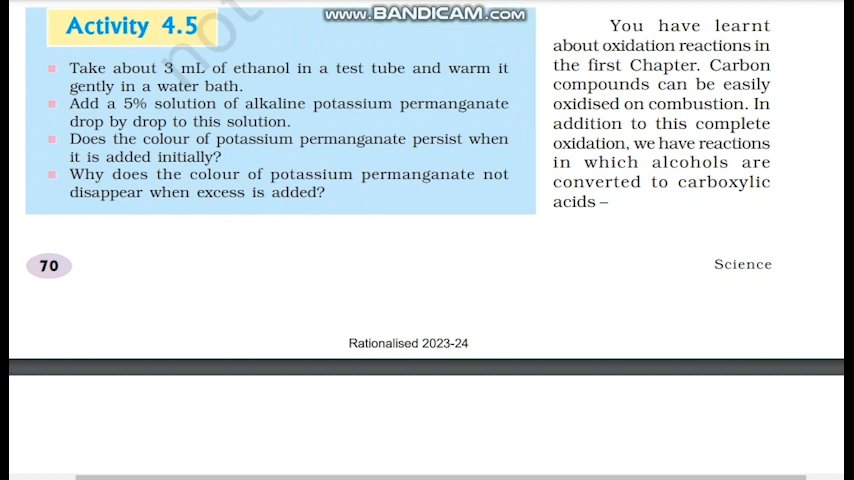 www.BANDICAM.com
Activity 4.5
Take about 3 mL of ethanol in a test tube and warm it
gently in a water bath.
Add a 5% solution of alkaline potassium permanganate
drop by drop to this solution.
Does the colour of potassium permanganate persist when
it is added initially?
Why does the colour of potassium permanganate not
disappear when excess is added?
not
You have learnt
about oxidation reactions in
the first Chapter. Carbon
compounds can be easily
oxidised on combustion. In
addition to this complete
oxidation, we have reactions
in which alcohols are
converted to carboxylic
acids –
70
Science
Rationalised 2023-24